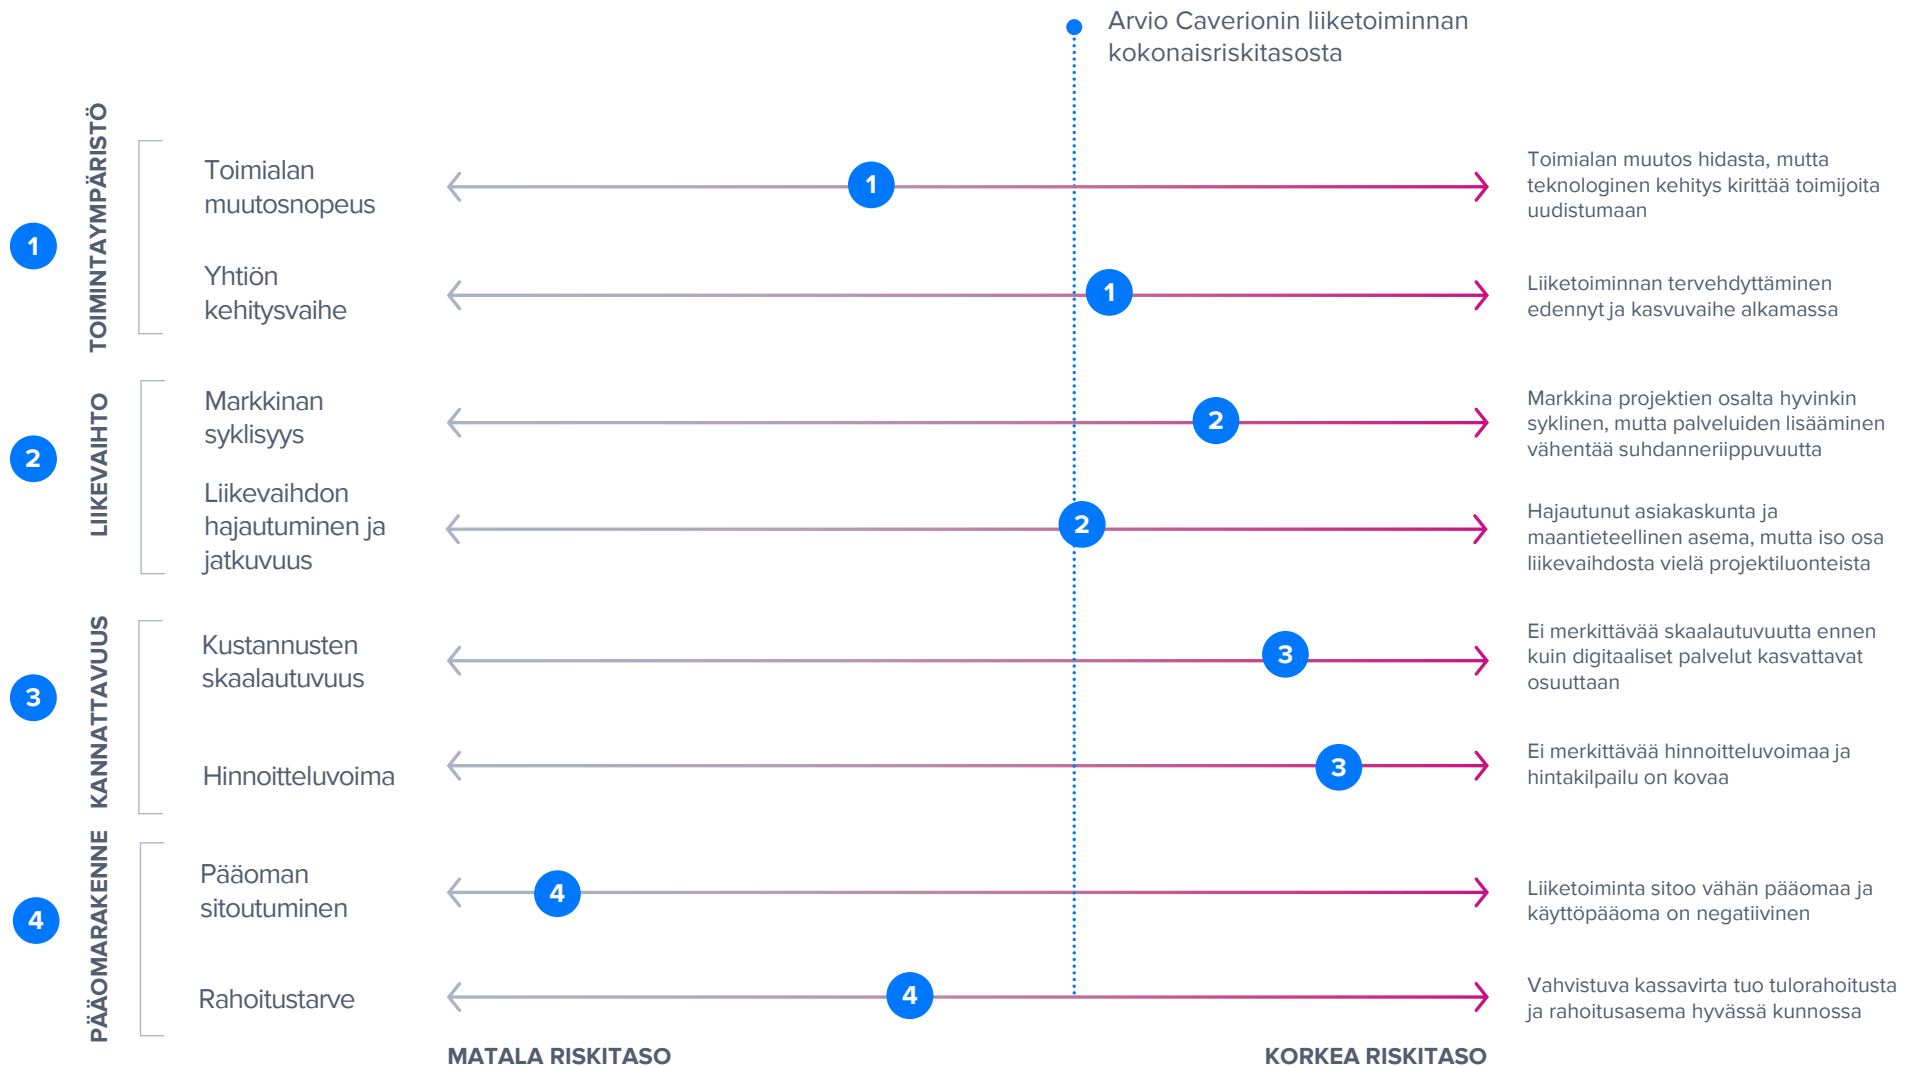 Arvio Caverionin liiketoiminnan
kokonaisriskitasosta
1
TOIMINTAYMPÄRISTÖ
Toimialan
muutosnopeus
1
Toimialan muutos hidasta, mutta
teknologinen kehitys kirittää toimijoita
uudistumaan
Yhtiön
kehitysvaihe
1
Liiketoiminnan tervehdyttäminen
edennyt ja kasvuvaihe alkamassa
2
LIIKEVAIHTO
Markkinan
syklisyys
2
Markkina projektien osalta hyvinkin
syklinen, mutta palveluiden lisääminen
vähentää suhdanneriippuvuutta
Liikevaihdon
hajautuminen ja
jatkuvuus
2
Hajautunut asiakaskunta ja
maantieteellinen asema, mutta iso osa
liikevaihdosta vielä projektiluonteista
3
KANNATTAVUUS
Kustannusten
skaalautuvuus
3
Ei merkittävää skaalautuvuutta ennen
kuin digitaaliset palvelut kasvattavat
osuuttaan
Hinnoitteluvoima
3
Ei merkittävää hinnoitteluvoimaa ja
hintakilpailu on kovaa
4
PÄÄOMARAKENNE
Pääoman
sitoutuminen
4
Liiketoiminta sitoo vähän pääomaa ja
käyttöpääoma on negatiivinen
Rahoitustarve
4
Vahvistuva kassavirta tuo tulorahoitusta
ja rahoitusasema hyvässä kunnossa
MATALA RISKITASO
KORKEA RISKITASO